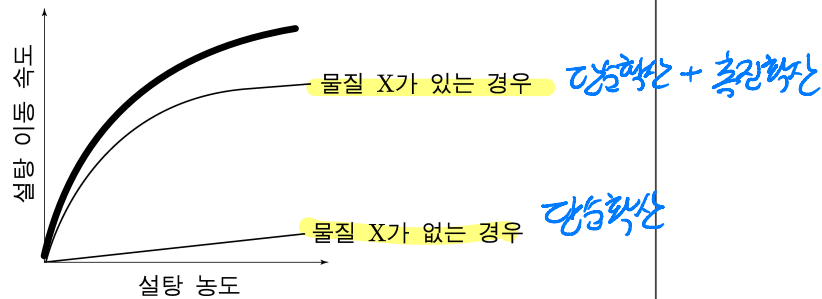 설탕 이동 속도
물질 X가 있는 경우
단순확산 + 촉진확산
물질 X가 없는 경우
단순확산
설탕 농도